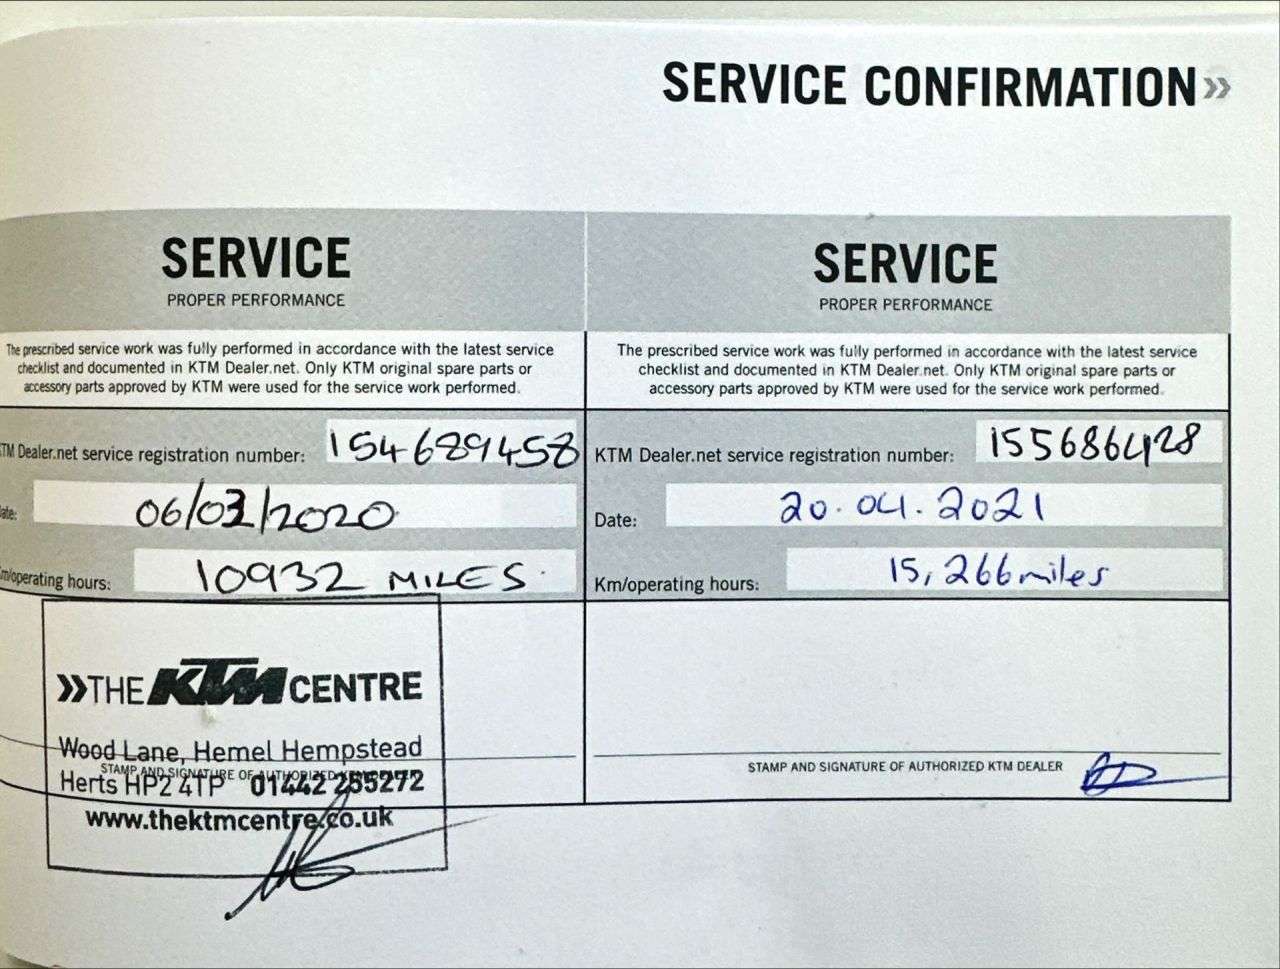 SERVICE CONFIRMATION»
SERVICE
PROPER PERFORMANCE
The prescribed service work was fully performed in accordance with the latest service
checklist and documented in KTM Dealer.net. Only KTM original spare parts or
accessory parts approved by KTM were used for the service work performed.
KTM Dealer.net service registration number: 154689458
Date: 06/03/2020
Km/operating hours: 10932 MILES
»THE KTM CENTRE
Wood Lane, Hemel Hempstead
STAMP AND SIGNATURE OF AUTHORIZED KTM DEALER
Herts HP2 4TP 01442 255272
www.thektmcentre.co.uk
SERVICE
PROPER PERFORMANCE
The prescribed service work was fully performed in accordance with the latest service
checklist and documented in KTM Dealer.net. Only KTM original spare parts or
accessory parts approved by KTM were used for the service work performed.
KTM Dealer.net service registration number: 155686428
Date: 20.04.2021
Km/operating hours: 15,266 miles
STAMP AND SIGNATURE OF AUTHORIZED KTM DEALER